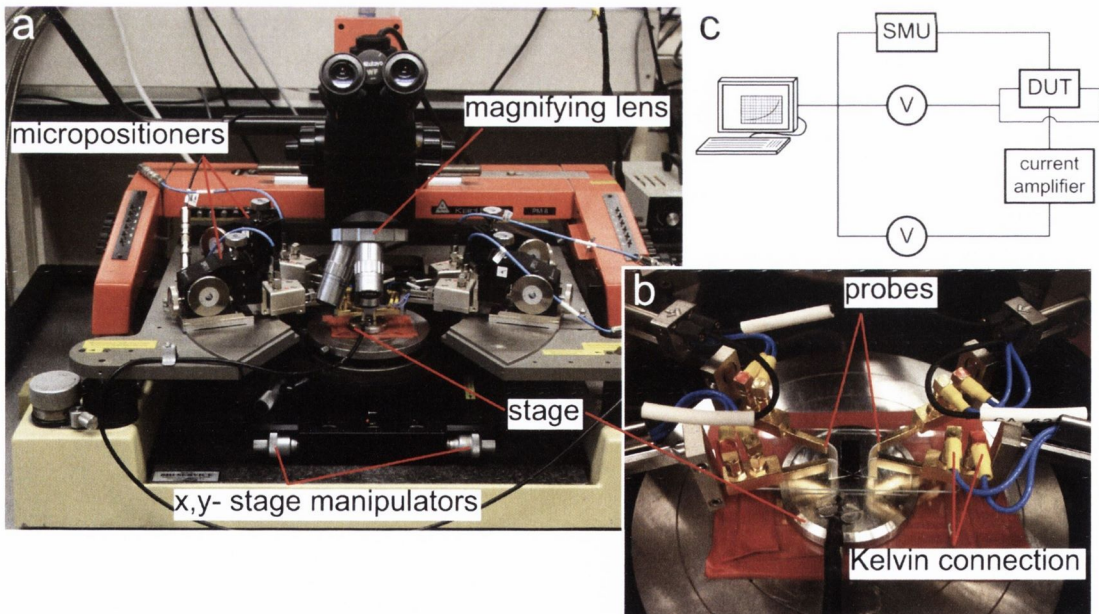 a
micropositioners
magnifying lens
stage
x,y- stage manipulators
c
SMU
V
DUT
current
amplifier
V
b
probes
Kelvin connection